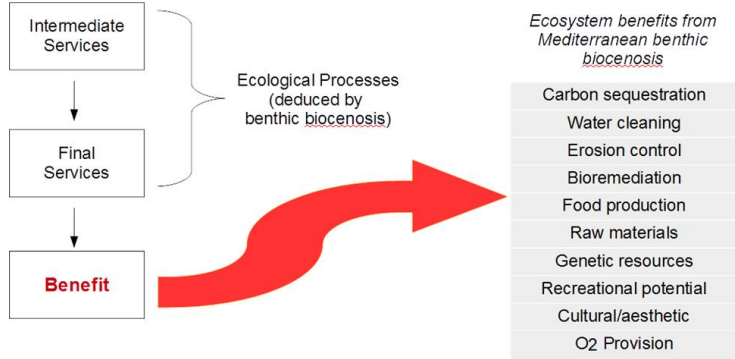 Intermediate
Services
Final
Services
Benefit
Ecological Processes
(deduced by
benthic biocenosis)
Ecosystem benefits from
Mediterranean benthic
biocenosis
Carbon sequestration
Water cleaning
Erosion control
Bioremediation
Food production
Raw materials
Genetic resources
Recreational potential
Cultural/aesthetic
O2 Provision